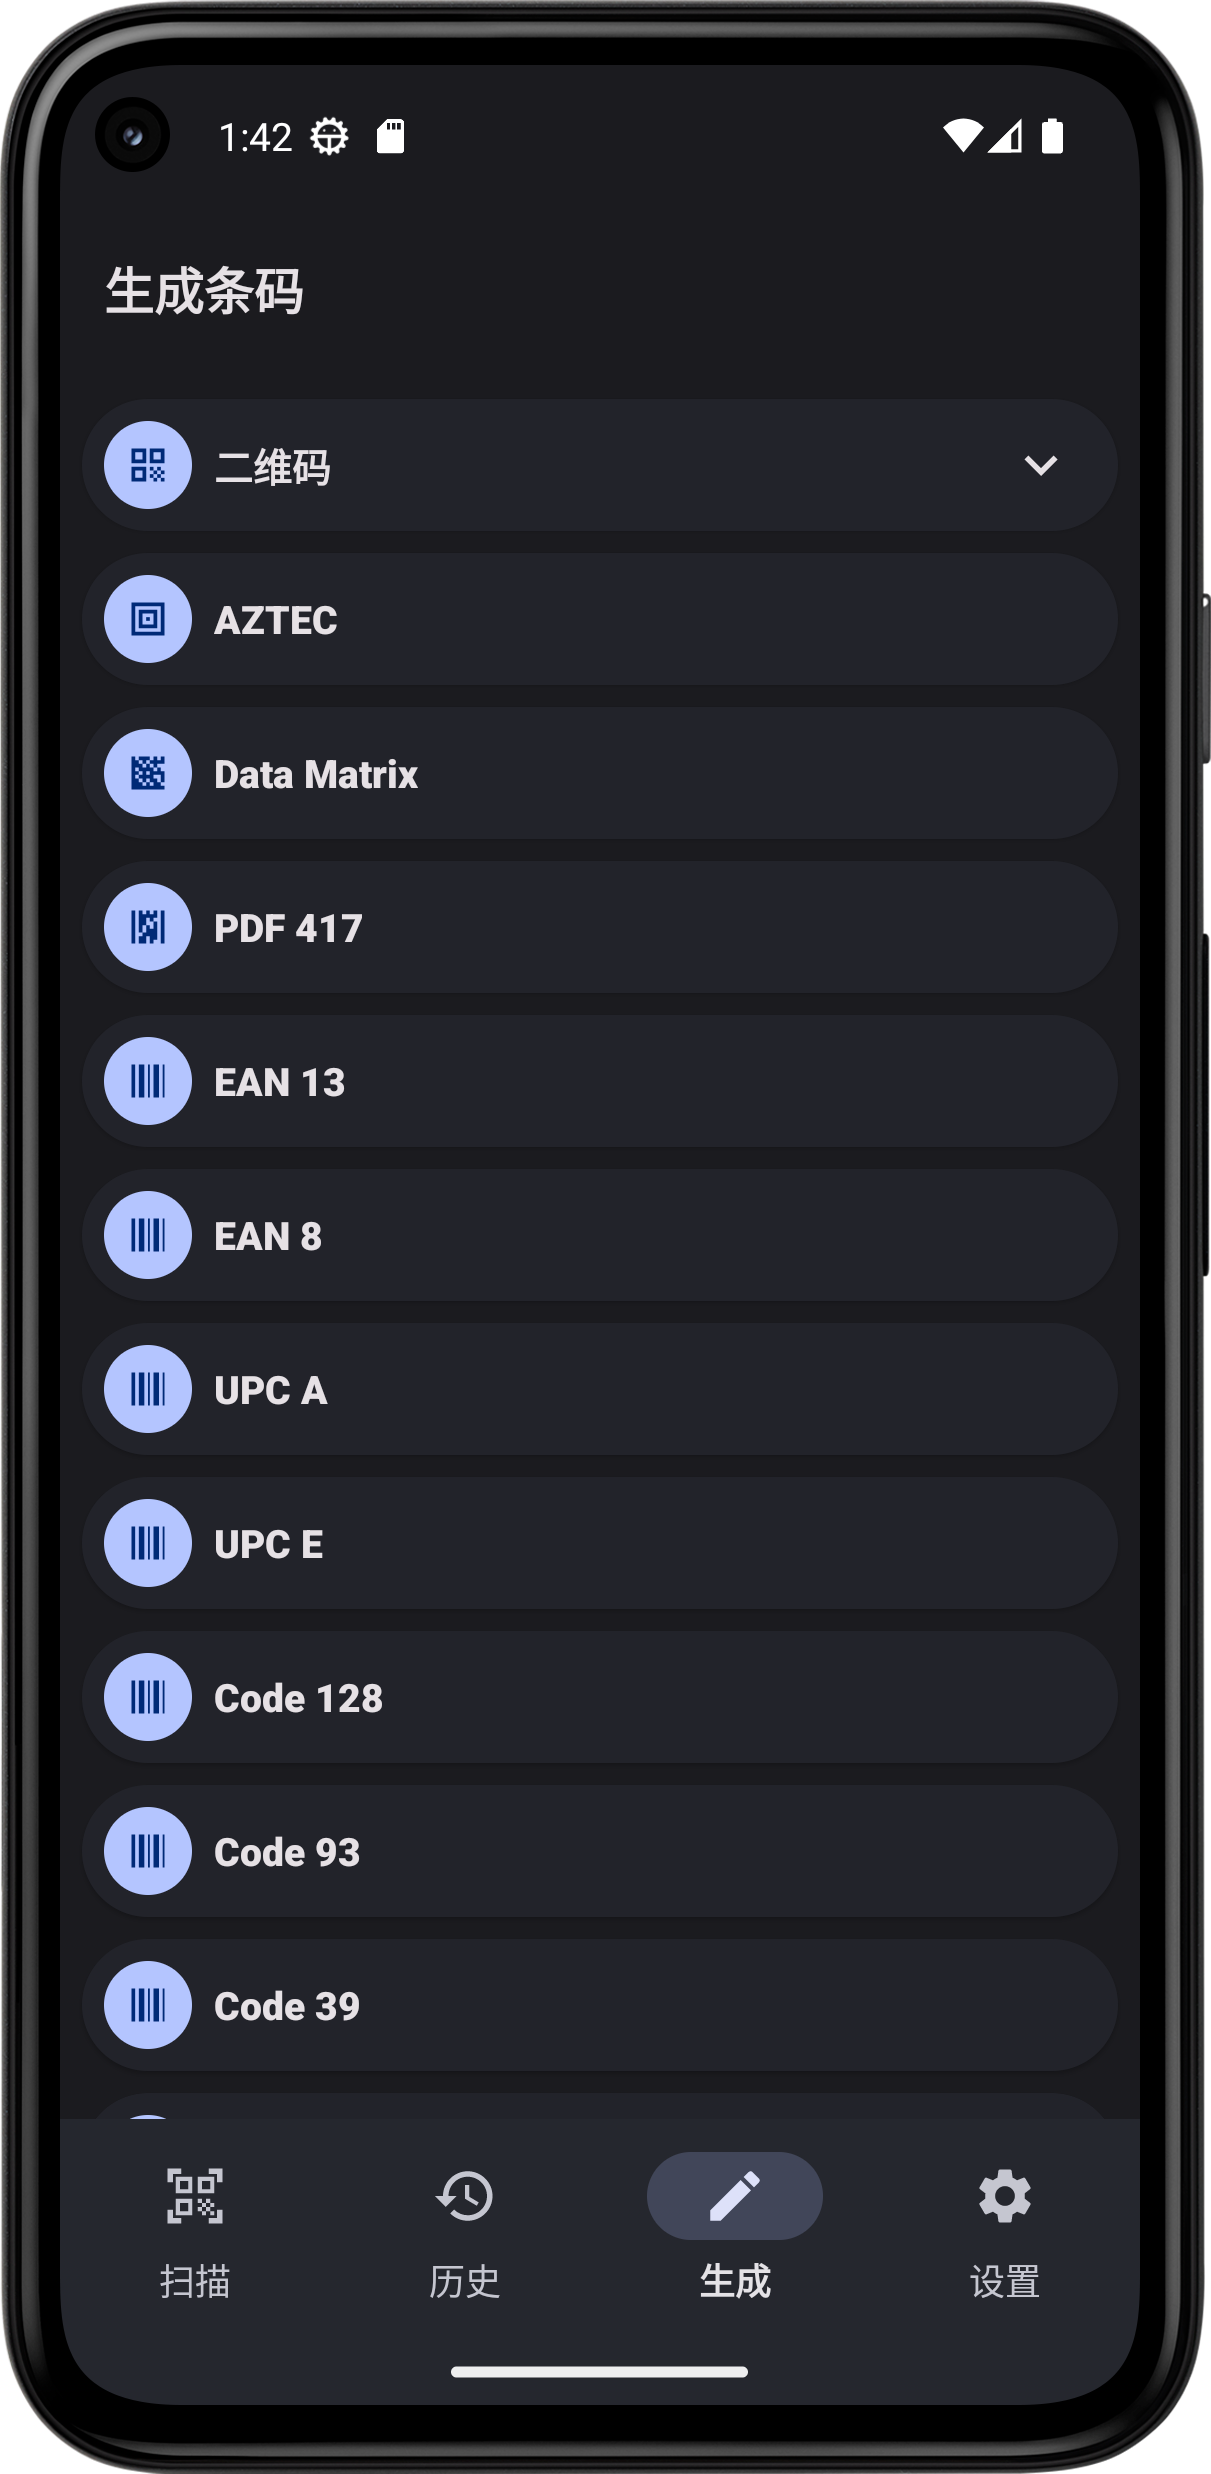 1:42
生成条码
二维码
AZTEC
Data Matrix
PDF 417
EAN 13
EAN 8
UPC A
UPC E
Code 128
Code 93
Code 39
扫描
历史
生成
设置